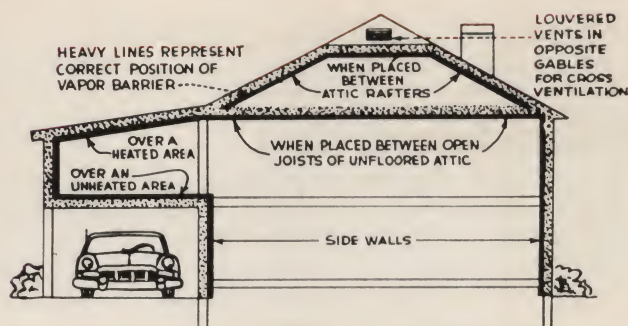 HEAVY LINES REPRESENT
CORRECT POSITION OF
VAPOR BARRIER
LOUVERED
VENTS IN
OPPOSITE
GABLES
FOR CROSS
VENTILATION
WHEN PLACED
BETWEEN
ATTIC RAFTERS
OVER A
HEATED AREA
WHEN PLACED BETWEEN OPEN
JOISTS OF UNFLOORED ATTIC
OVER AN
UNHEATED AREA
SIDE WALLS